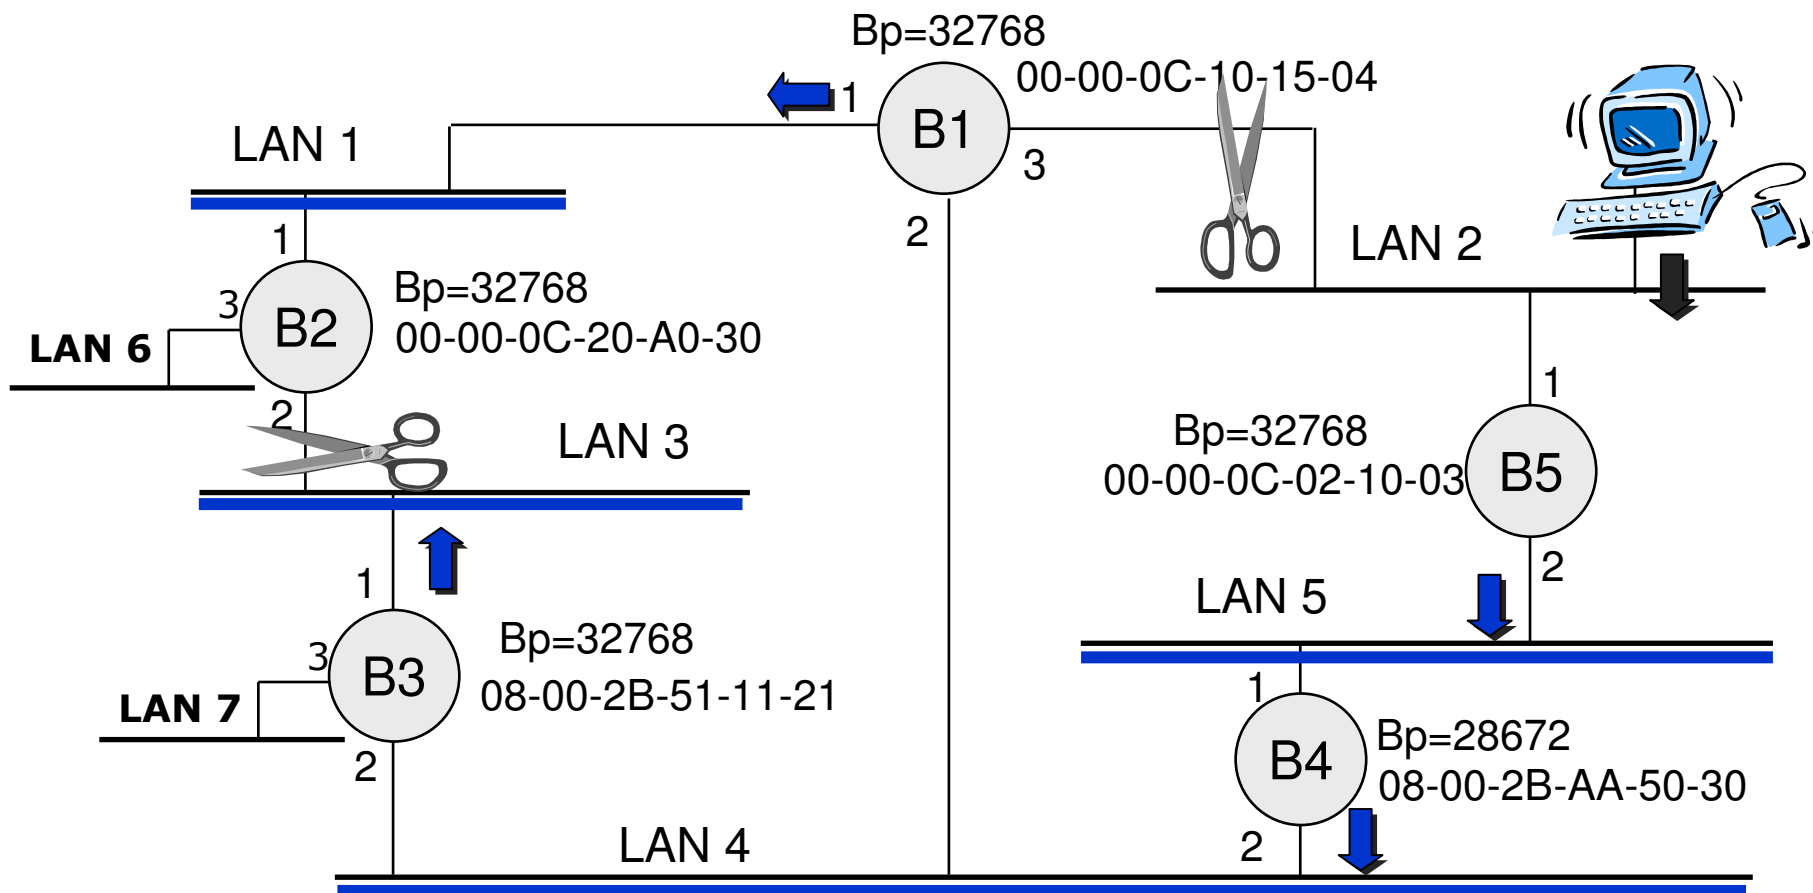 Bp=32768
00-00-0C-10-15-04
1
B1
LAN 1
3
2
LAN 2
1
3
B2
Bp=32768
00-00-0C-20-A0-30
LAN 6
2
LAN 3
1
Bp=32768
00-00-0C-02-10-03
B5
2
1
LAN 5
3
B3
Bp=32768
08-00-2B-51-11-21
LAN 7
2
1
B4
Bp=28672
08-00-2B-AA-50-30
2
LAN 4